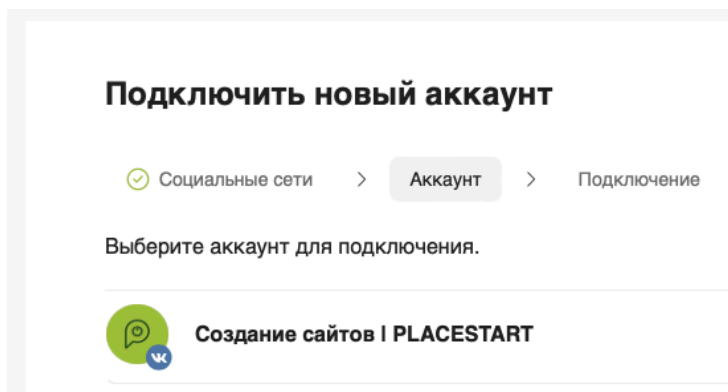 Подключить новый аккаунт
Социальные сети > Аккаунт > Подключение
Выберите аккаунт для подключения.
Создание сайтов | PLACESTART